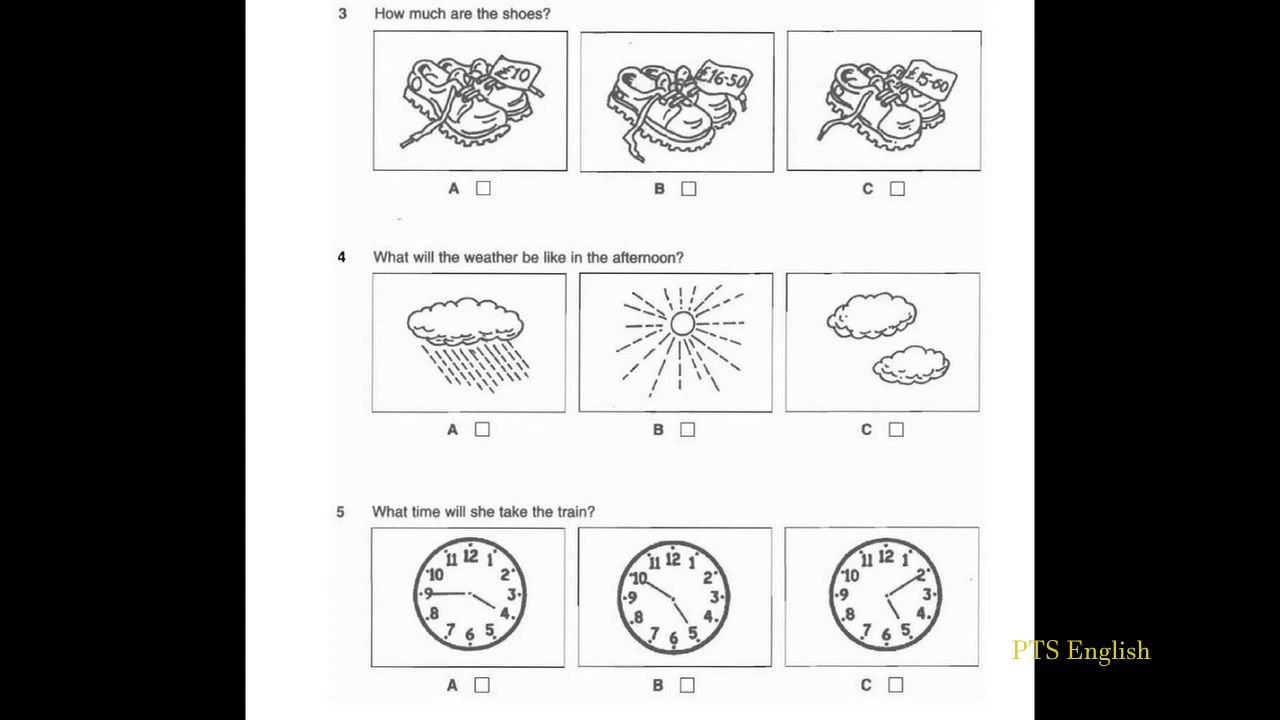 3 How much are the shoes?
£10 £16-50 £15-60
A B C
4 What will the weather be like in the afternoon?
A B C
5 What time will she take the train?
11 12 1 11 12 1 11 12 1
10 2 10 2 10 2
9 3 9 3 9 3
8 4 8 4 8 4
7 6 5 7 6 5 7 6 5
A B C
PTS English